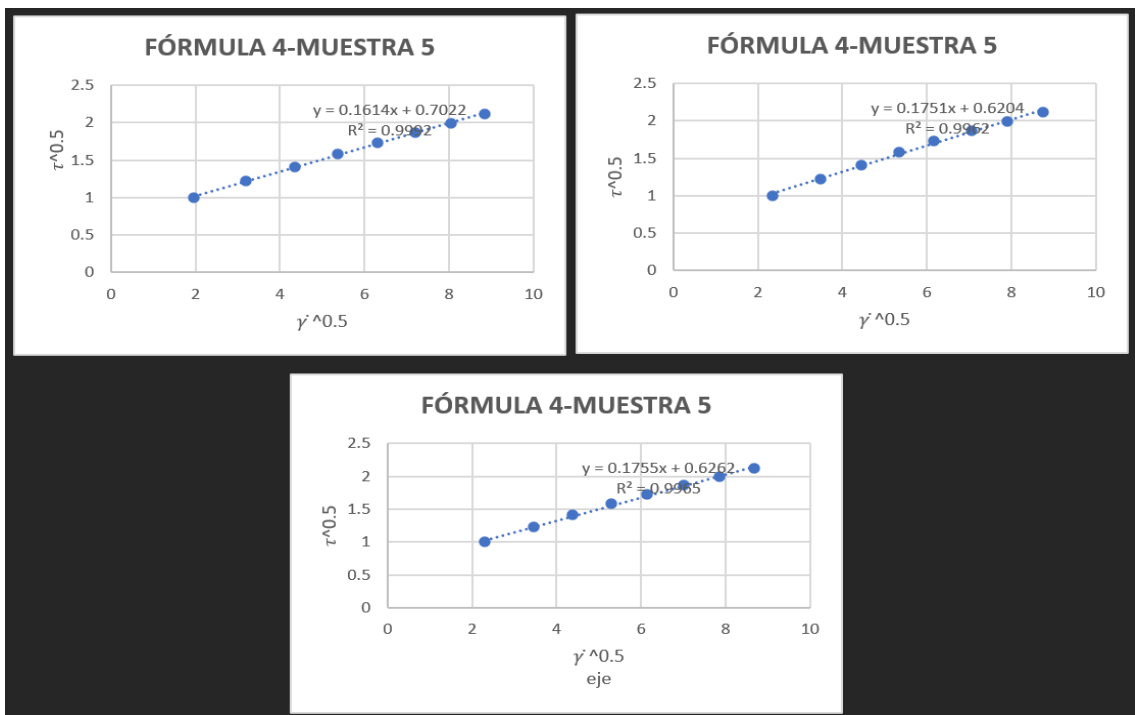 FÓRMULA 4-MUESTRA 5
2.5
y = 0.1614x + 0.7022
R² = 0.9992
2
1.5
1
0.5
0
τ^0.5
0 2 4 6 8 10
γ̇ ^0.5
FÓRMULA 4-MUESTRA 5
2.5
y = 0.1751x + 0.6204
R² = 0.9962
2
1.5
1
0.5
0
τ^0.5
0 2 4 6 8 10
γ̇ ^0.5
FÓRMULA 4-MUESTRA 5
2.5
y = 0.1755x + 0.6262
2
R² = 0.9965
1.5
1
0.5
0
τ^0.5
0 2 4 6 8 10
γ̇ ^0.5
eje